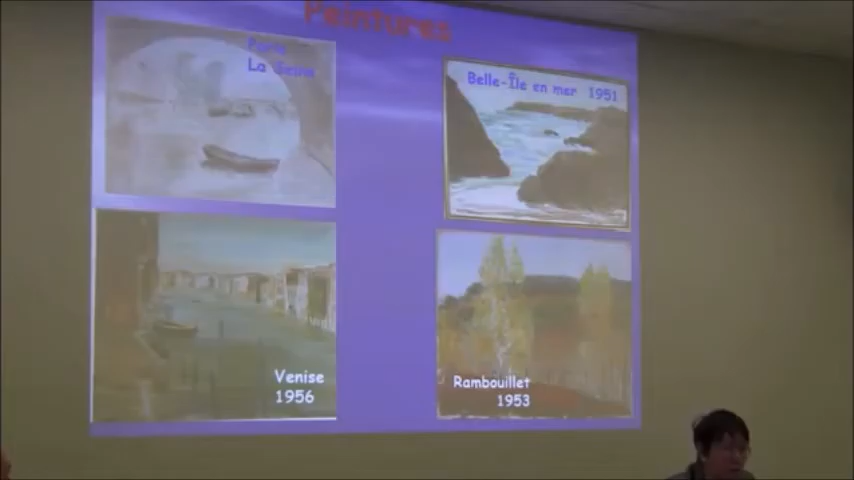 Peintures
Paris
La Seine
Belle-Île en mer 1951
Venise
1956
Rambouillet
1953